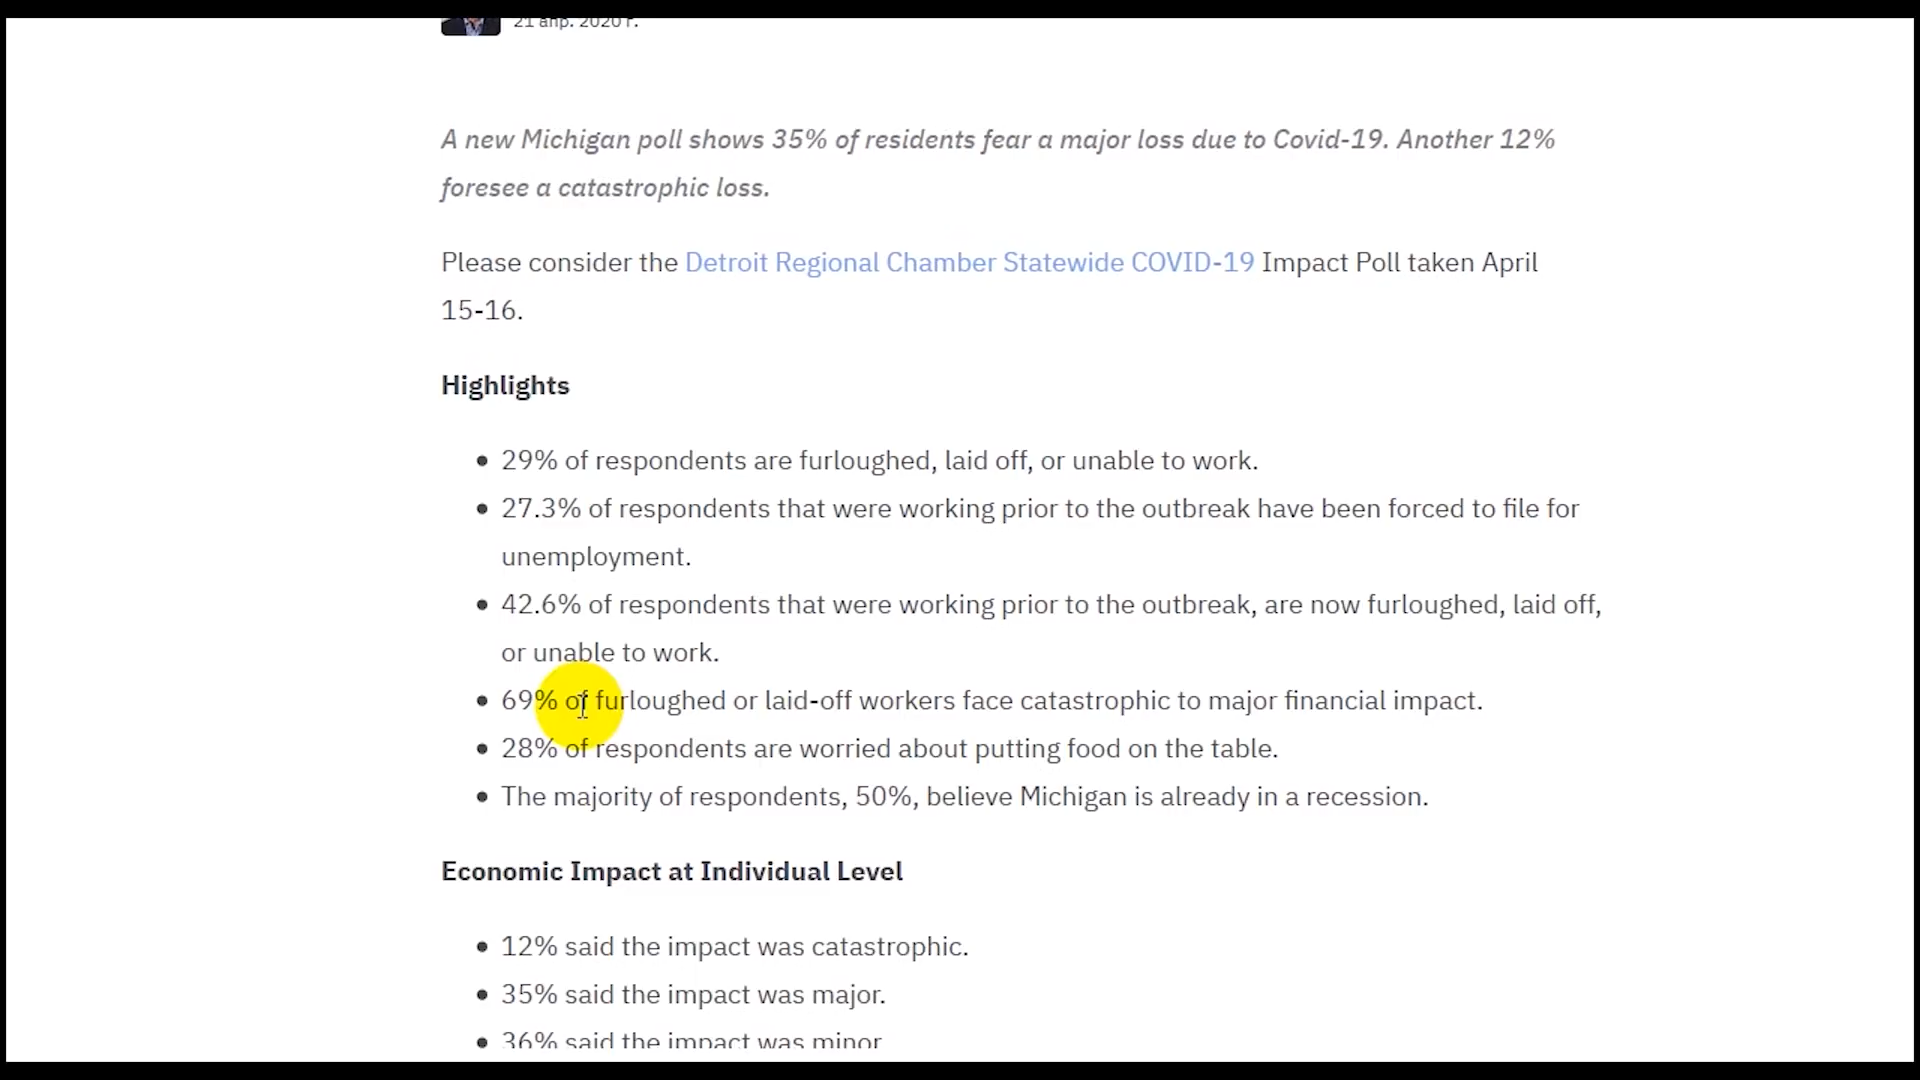 21 апр. 2020 г.
A new Michigan poll shows 35% of residents fear a major loss due to Covid-19. Another 12%
foresee a catastrophic loss.
Please consider the Detroit Regional Chamber Statewide COVID-19 Impact Poll taken April
15-16.
Highlights
• 29% of respondents are furloughed, laid off, or unable to work.
• 27.3% of respondents that were working prior to the outbreak have been forced to file for
unemployment.
• 42.6% of respondents that were working prior to the outbreak, are now furloughed, laid off,
or unable to work.
• 69% of furloughed or laid-off workers face catastrophic to major financial impact.
• 28% of respondents are worried about putting food on the table.
• The majority of respondents, 50%, believe Michigan is already in a recession.
Economic Impact at Individual Level
• 12% said the impact was catastrophic.
• 35% said the impact was major.
• 36% said the impact was minor